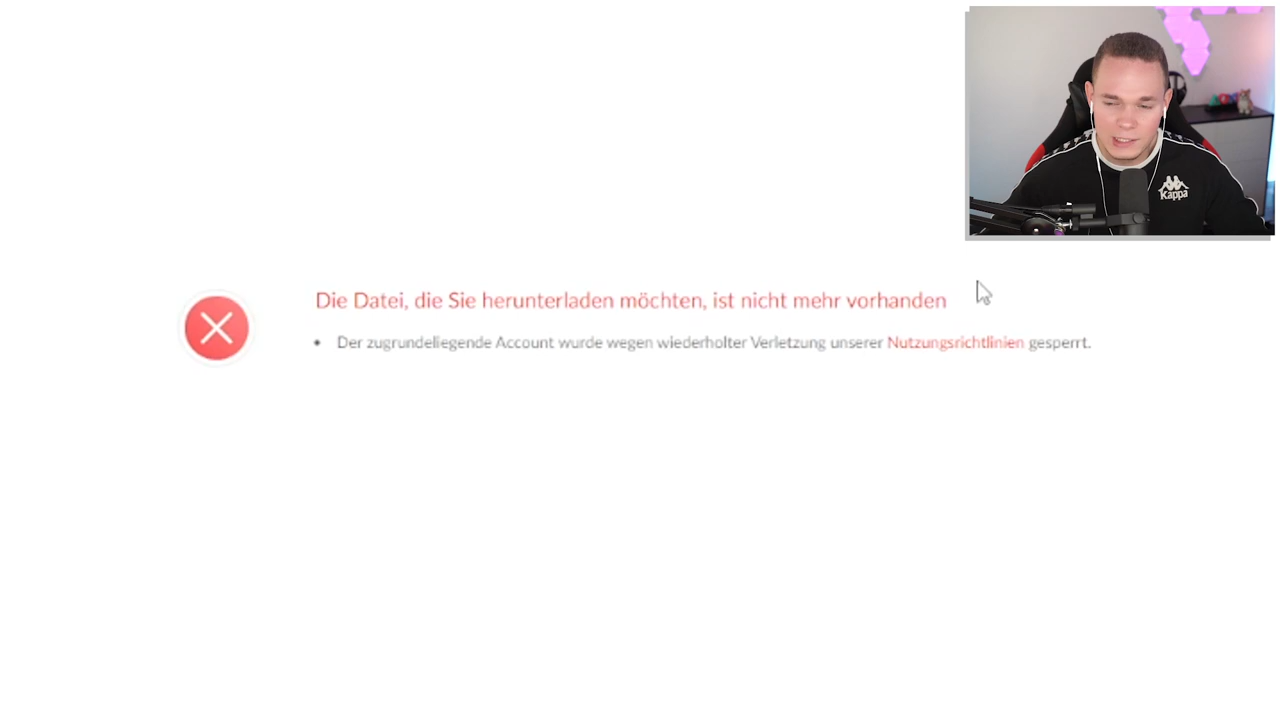 Kappa
Die Datei, die Sie herunterladen möchten, ist nicht mehr vorhanden
Der zugrundeliegende Account wurde wegen wiederholter Verletzung unserer Nutzungsrichtlinien gesperrt.